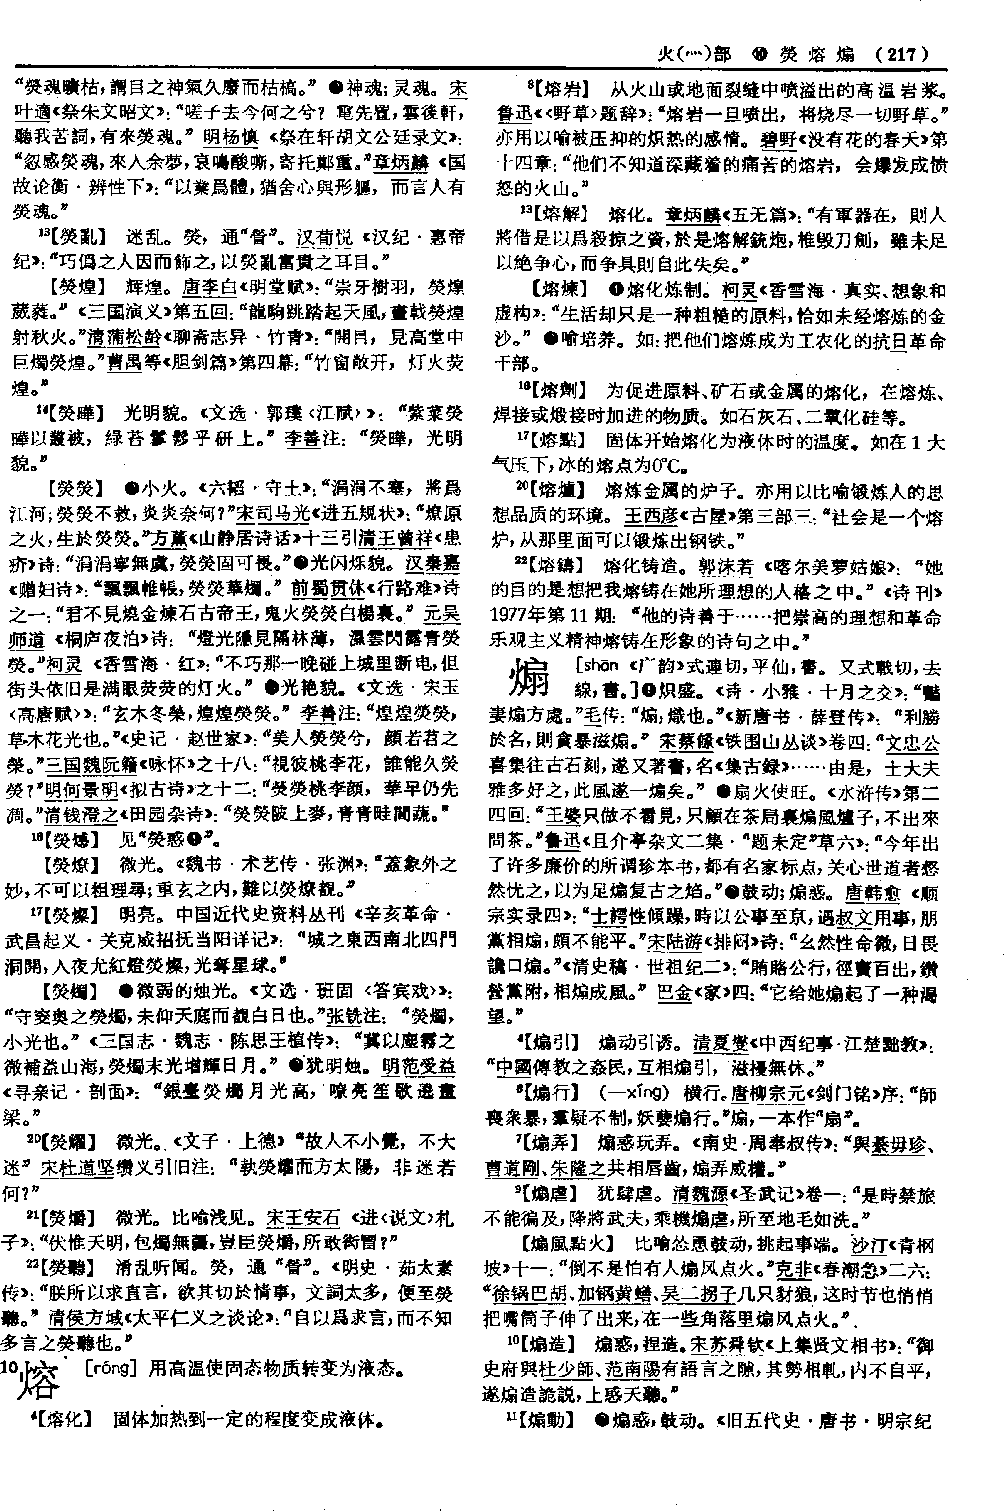 火(灬)部 ❿ 熒熔煽 (217)
“熒魂曠枯，謂目之神氣久廢而枯槁。” ❷神魂；灵魂。宋
叶適《祭朱文昭文》：“嗟子去今何之兮？竁先置，雲後軒，
聽我苦詞，有來熒魂。” 明杨慎《祭在轩胡文公廷录文》：
“忽感熒魂，來入余夢，哀鳴酸嘶，寄托鄭重。”章炳麟《国
故论衡·辨性下》：“以業爲體，猶舍心與形軀，而言人有
熒魂。”
¹³【熒亂】 迷乱。熒，通“瞢”。汉荀悦《汉纪·惠帝
纪》：“巧僞之人因而飾之，以熒亂富貴之耳目。”
【熒煌】 辉煌。唐李白《明堂赋》：“崇牙樹羽，熒煌
葳蕤。”《三国演义》第五回：“龍駒跳踏起天風，畫戟熒煌
射秋火。”清蒲松龄《聊斋志异·竹青》：“開目，見高堂中
巨燭熒煌。”曹禺等《胆剑篇》第四幕：“竹窗敞开，灯火荧
煌。”
¹⁴【熒曄】 光明貌。《文选·郭璞〈江赋〉》：“紫菜熒
曄以叢被，綠苔鬖髿乎研上。”李善注：“熒曄，光明
貌。”
【熒熒】 ❶小火。《六韬·守土》：“涓涓不塞，將爲
江河；熒熒不救，炎炎奈何？”宋司马光《进五规状》：“燎原
之火，生於熒熒。”方薰《山静居诗话》十三引清王曾祥《患
疥》诗：“涓涓寧無虞，熒熒固可畏。”❷光闪烁貌。汉秦嘉
《赠妇诗》：“飄飄帷帳，熒熒華燭。”前蜀贯休《行路难》诗
之一：“君不見燒金煉石古帝王，鬼火熒熒白楊裏。”元吴
师道《桐庐夜泊》诗：“燈光隱見隔林薄，濕雲閃露青熒
熒。”柯灵《香雪海·红》：“不巧那一晚碰上城里断电，但
街头依旧是满眼荧荧的灯火。”❸光艳貌。《文选·宋玉
〈高唐赋〉》：“玄木冬榮，煌煌熒熒。”李善注：“煌煌熒熒，
草木花光也。”《史记·赵世家》：“美人熒熒兮，顔若苕之
榮。”三国魏阮籍《咏怀》之十八：“視彼桃李花，誰能久熒
熒？”明何景明《拟古诗》之十二：“熒熒桃李顔，華早仍先
凋。”清钱澄之《田园杂诗》：“熒熒陂上麥，青青畦間蔬。”
¹⁶【熒惑】 见“熒惑❶”。
【熒燎】 微光。《魏书·术艺传·张渊》：“蓋象外之
妙，不可以粗理尋；重玄之内，難以熒燎覩。”
¹⁷【熒燦】 明亮。中国近代史资料丛刊《辛亥革命·
武昌起义·关克威招抚当阳详记》：“城之東西南北四門
洞開，入夜尤紅燈熒燦，光奪星球。”
【熒燭】 ❶微弱的烛光。《文选·班固〈答宾戏〉》：
“守突奥之熒燭，未仰天庭而覩白日也。”张铣注：“熒燭，
小光也。”《三国志·魏志·陈思王植传》：“冀以塵霧之
微補益山海，熒燭末光增輝日月。” ❷犹明烛。明范受益
《寻亲记·剖面》：“銀臺熒燭月光高，嘹亮笙歌遶畫
梁。”
²⁰【熒耀】 微光。《文子·上德》“故人不小覺，不大
迷” 宋杜道坚缵义引旧注：“執熒爝而方太陽，非迷若
何？”
²¹【熒爝】 微光。比喻浅见。宋王安石《进〈说文〉札
子》：“伏惟天明，包燭無疆，豈臣熒爝，所敢衒冒？”
²²【熒聽】 淆乱听闻。熒，通“瞢”。《明史·茹太素
传》：“朕所以求直言，欲其切於情事，文詞太多，便至熒
聽。”清侯方域《太平仁义之谈论》：“自以爲求言，而不知
多言之熒聽也。”
10熔 [róng] 用高温使固态物质转变为液态。
⁴【熔化】 固体加热到一定的程度变成液体。
⁸【熔岩】 从火山或地面裂缝中喷溢出的高温岩浆。
鲁迅《〈野草〉题辞》：“熔岩一旦喷出，将烧尽一切野草。”
亦用以喻被压抑的炽热的感情。碧野《没有花的春天》第
十四章：“他们不知道深藏着的痛苦的熔岩，会爆发成愤
怒的火山。”
¹³【熔解】 熔化。章炳麟《五无篇》：“有軍器在，則人
將借是以爲殺掠之資，於是熔解銃炮，椎毁刀劍，雖未足
以絶争心，而争具則自此失矣。”
【熔煉】 ❶熔化炼制。柯灵《香雪海·真实、想象和
虚构》：“生活却只是一种粗糙的原料，恰如未经熔炼的金
沙。” ❷喻培养。如：把他们熔炼成为工农化的抗日革命
干部。
¹⁶【熔劑】 为促进原料、矿石或金属的熔化，在熔炼、
焊接或煅接时加进的物质。如石灰石、二氧化硅等。
¹⁷【熔點】 固体开始熔化为液体时的温度。如在1大
气压下，冰的熔点为0℃。
²⁰【熔爐】 熔炼金属的炉子。亦用以比喻锻炼人的思
想品质的环境。王西彦《古屋》第三部三：“社会是一个熔
炉，从那里面可以锻炼出钢铁。”
²²【熔鑄】 熔化铸造。郭沫若《喀尔美萝姑娘》：“她
的目的是想把我熔铸在她所理想的人格之中。”《诗刊》
1977年第11期：“他的诗善于……把崇高的理想和革命
乐观主义精神熔铸在形象的诗句之中。”
煽 [shān 《广韵》式連切，平仙，書。又式戰切，去
線，書。]❶炽盛。《诗·小雅·十月之交》：“豔
妻煽方處。”毛传：“煽，熾也。”《新唐书·薛登传》：“利勝
於名，則貪暴滋煽。” 宋蔡絛《铁围山丛谈》卷四：“文忠公
喜集往古石刻，遂又著書，名《集古録》……由是，士大夫
雅多好之，此風遂一煽矣。” ❷扇火使旺。《水浒传》第二
四回：“王婆只做不看見，只顧在茶局裏煽風爐子，不出來
問茶。”鲁迅《且介亭杂文二集·“题未定”草六》：“今年出
了许多廉价的所谓珍本书，都有名家标点，关心世道者愀
然忧之，以为足煽复古之焰。”❸鼓动；煽惑。唐韩愈《顺
宗实录四》：“士諤性傾躁，時以公事至京，遇叔文用事，朋
黨相煽，頗不能平。”宋陆游《排闷》诗：“幺然性命微，日畏
讒口煽。”《清史稿·世祖纪二》：“賄賂公行，徑竇百出，鑽
營黨附，相煽成風。” 巴金《家》四：“它给她煽起了一种渴
望。”
⁴【煽引】 煽动引诱。清夏燮《中西纪事·江楚黜教》：
“中國傳教之姦民，互相煽引，滋擾無休。”
⁶【煽行】 (—xíng) 横行。唐柳宗元《剑门铭》序：“師
喪衆暴，羣疑不制，妖孽煽行。”煽，一本作“扇”。
⁷【煽弄】 煽惑玩弄。《南史·周奉叔传》：“與綦毋珍、
曹道剛、朱隆之共相唇齒，煽弄威權。”
⁹【煽虐】 犹肆虐。清魏源《圣武记》卷一：“是時禁旅
不能徧及，降將武夫，乘機煽虐，所至地毛如洗。”
【煽風點火】 比喻怂恿鼓动，挑起事端。沙汀《青㭎
坡》十一：“倒不是怕有人煽风点火。”克非《春潮急》二六：
“徐锅巴胡、加锅黄鳝、吴二拐子几只豺狼，这时节也悄悄
把嘴筒子伸了出来，在一些角落里煽风点火。”
¹⁰【煽造】 煽惑，捏造。宋苏舜钦《上集贤文相书》：“御
史府與杜少師、范南陽有語言之隙，其勢相軋，内不自平，
遂煽造詭説，上惑天聽。”
¹¹【煽動】 ❶煽惑，鼓动。《旧五代史·唐书·明宗纪